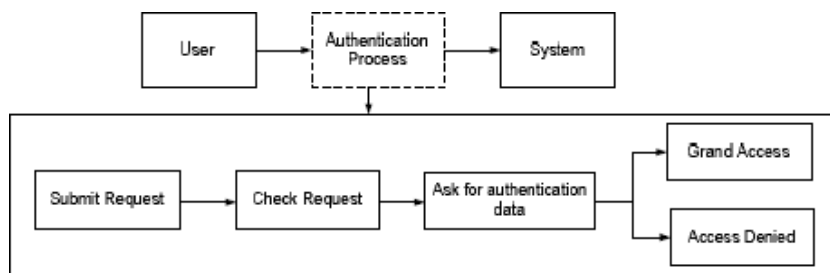 User
Authentication
Process
System
Submit Request
Check Request
Ask for authentication
data
Grand Access
Access Denied